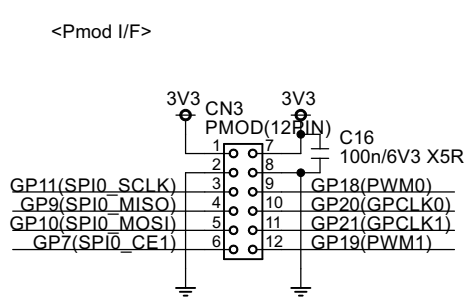 <Pmod I/F>
3V3 CN3 3V3
PMOD(12PIN)
C16
100n/6V3 X5R
1 7
2 8
GP11(SPI0_SCLK) 3 9 GP18(PWM0)
GP9(SPI0_MISO) 4 10 GP20(GPCLK0)
GP10(SPI0_MOSI) 5 11 GP21(GPCLK1)
GP7(SPI0_CE1) 6 12 GP19(PWM1)